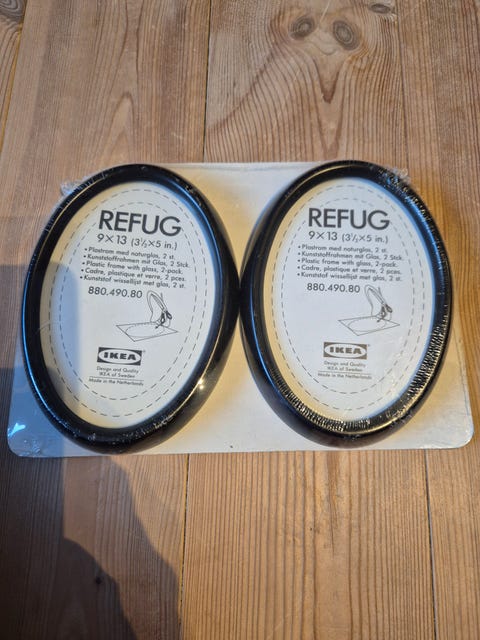 REFUG
9×13 (3½×5 in.)
• Plastram med naturglas, 2 st.
• Kunststoffrahmen mit Glas, 2 Stck.
• Plastic frame with glass, 2-pack.
• Cadre, plastique et verre, 2 pces.
• Kunststof wissellijst met glas, 2 st.
880.490.80
IKEA
Design and Quality
IKEA of Sweden
Made in the Netherlands
REFUG
9×13 (3½×5 in.)
• Plastram med naturglas, 2 st.
• Kunststoffrahmen mit Glas, 2 Stck.
• Plastic frame with glass, 2-pack.
• Cadre, plastique et verre, 2 pces.
• Kunststof wissellijst met glas, 2 st.
880.490.80
IKEA
Design and Quality
IKEA of Sweden
Made in the Netherlands